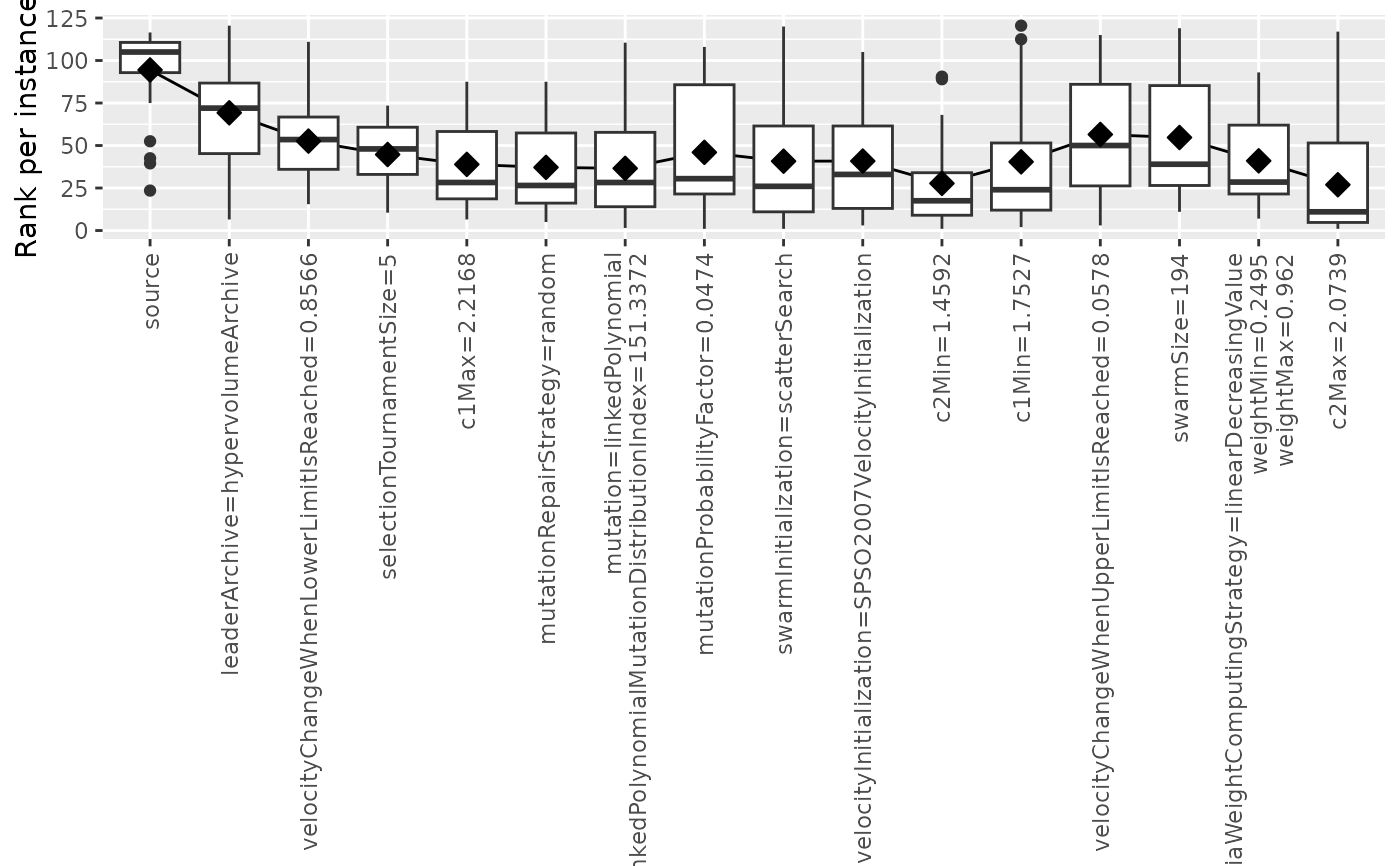 Rank per instance
125
100
75
50
25
0
source
leaderArchive=hypervolumeArchive
velocityChangeWhenLowerLimitIsReached=0.8566
selectionTournamentSize=5
c1Max=2.2168
mutationRepairStrategy=random
mutation=linkedPolynomial
nkedPolynomialMutationDistributionIndex=151.3372
mutationProbabilityFactor=0.0474
swarmInitialization=scatterSearch
velocityInitialization=SPSO2007VelocityInitialization
c2Min=1.4592
c1Min=1.7527
velocityChangeWhenUpperLimitIsReached=0.0578
swarmSize=194
iaWeightComputingStrategy=linearDecreasingValue
weightMin=0.2495
weightMax=0.962
c2Max=2.0739